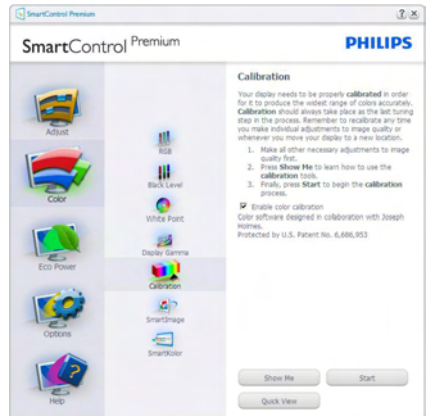 SmartControl Premium
SmartControl Premium
PHILIPS
Adjust
Color
Eco Power
Options
Help
RGB
Black Level
White Point
Display Gamma
Calibration
SmartImage
SmartKolor
Calibration
Your display needs to be properly calibrated in order
for it to produce the widest range of colors accurately.
Calibration should always take place as the last tuning
step in the process. Remember to recalibrate any time
you make individual adjustments to image quality or
whenever you move your display to a new location.
1. Make all other necessary adjustments to image
quality first.
2. Press Show Me to learn how to use the
calibration tools.
3. Finally, press Start to begin the calibration
process.
Enable color calibration
Color software designed in collaboration with Joseph
Holmes.
Protected by U.S. Patent No. 6,686,953
Show Me
Start
Quick View